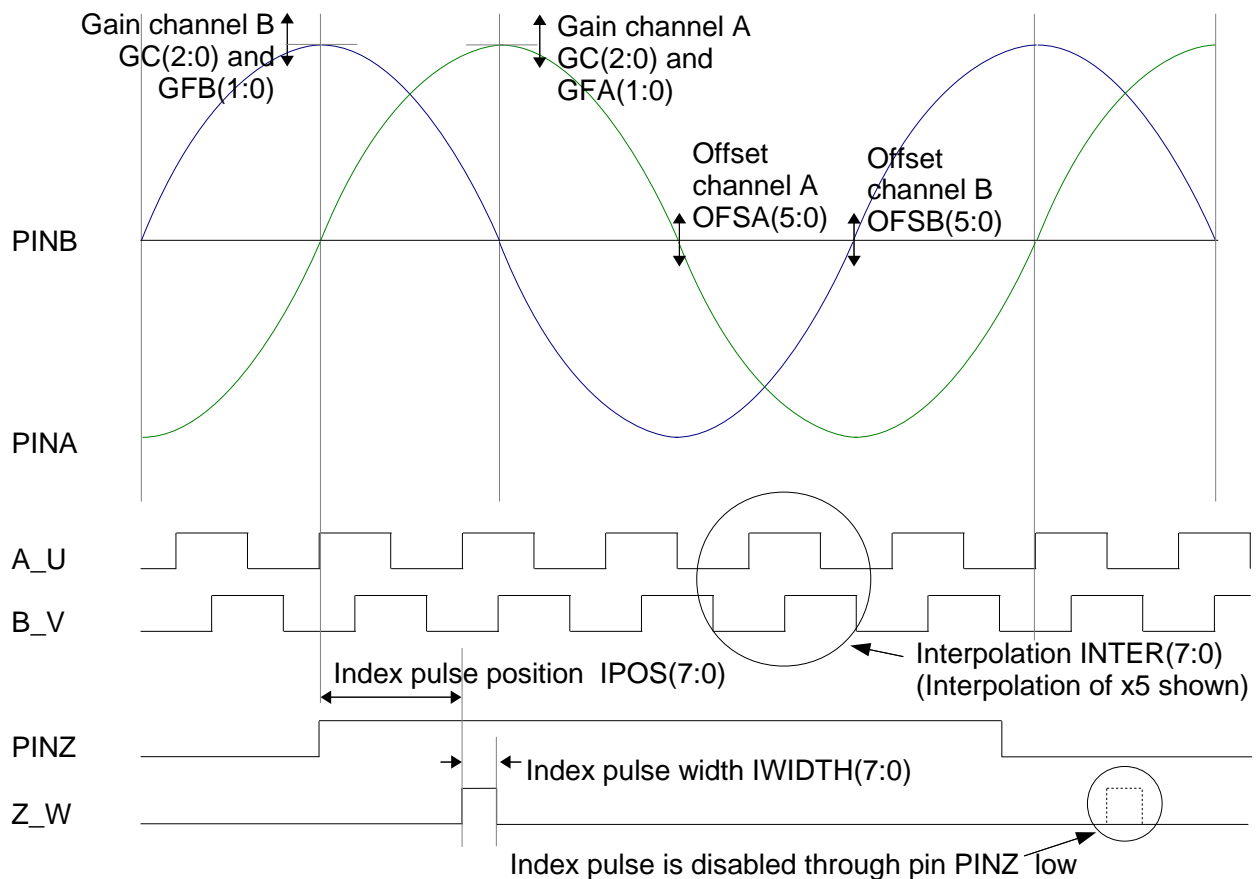 Gain channel B
GC(2:0) and
GFB(1:0)
Gain channel A
GC(2:0) and
GFA(1:0)
Offset
channel A
OFSA(5:0)
Offset
channel B
OFSB(5:0)
PINB
PINA
A_U
B_V
Interpolation INTER(7:0)
(Interpolation of x5 shown)
Index pulse position IPOS(7:0)
PINZ
Index pulse width IWIDTH(7:0)
Z_W
Index pulse is disabled through pin PINZ low